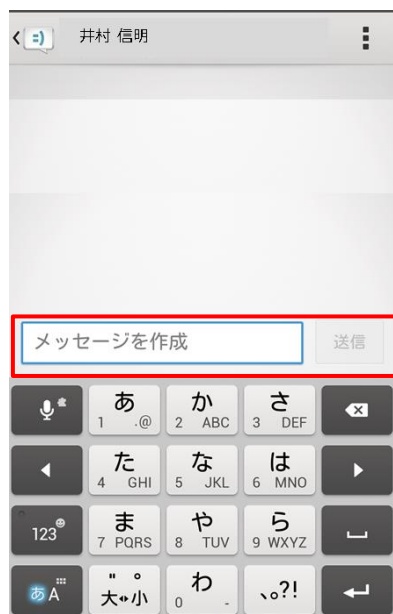 :) 井村 信明
メッセージを作成 送信
あ か さ
1 .@ 2 ABC 3 DEF
た な は
4 GHI 5 JKL 6 MNO
ま や ら
123 7 PQRS 8 TUV 9 WXYZ
あA 大⇔小 わ 、。?!
゛ ゜ 0 -